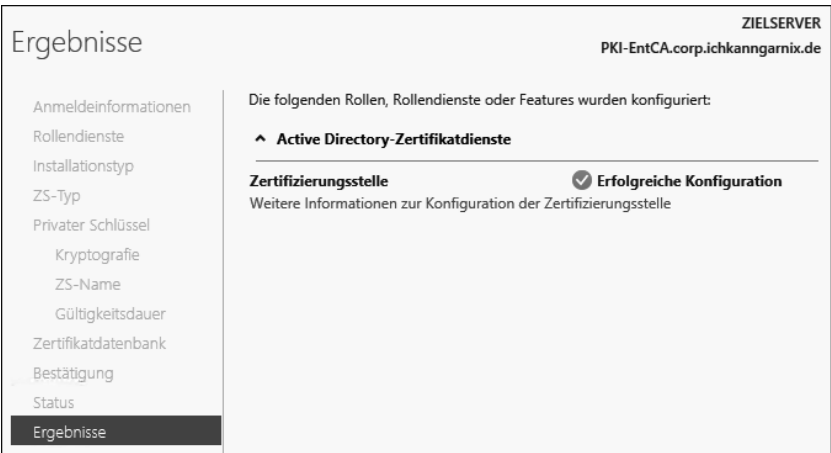 Ergebnisse
ZIELSERVER
PKI-EntCA.corp.ichkanngarnix.de
Anmeldeinformationen
Rollendienste
Installationstyp
ZS-Typ
Privater Schlüssel
Kryptografie
ZS-Name
Gültigkeitsdauer
Zertifikatdatenbank
Bestätigung
Status
Ergebnisse
Die folgenden Rollen, Rollendienste oder Features wurden konfiguriert:
Active Directory-Zertifikatdienste
Zertifizierungsstelle Erfolgreiche Konfiguration
Weitere Informationen zur Konfiguration der Zertifizierungsstelle